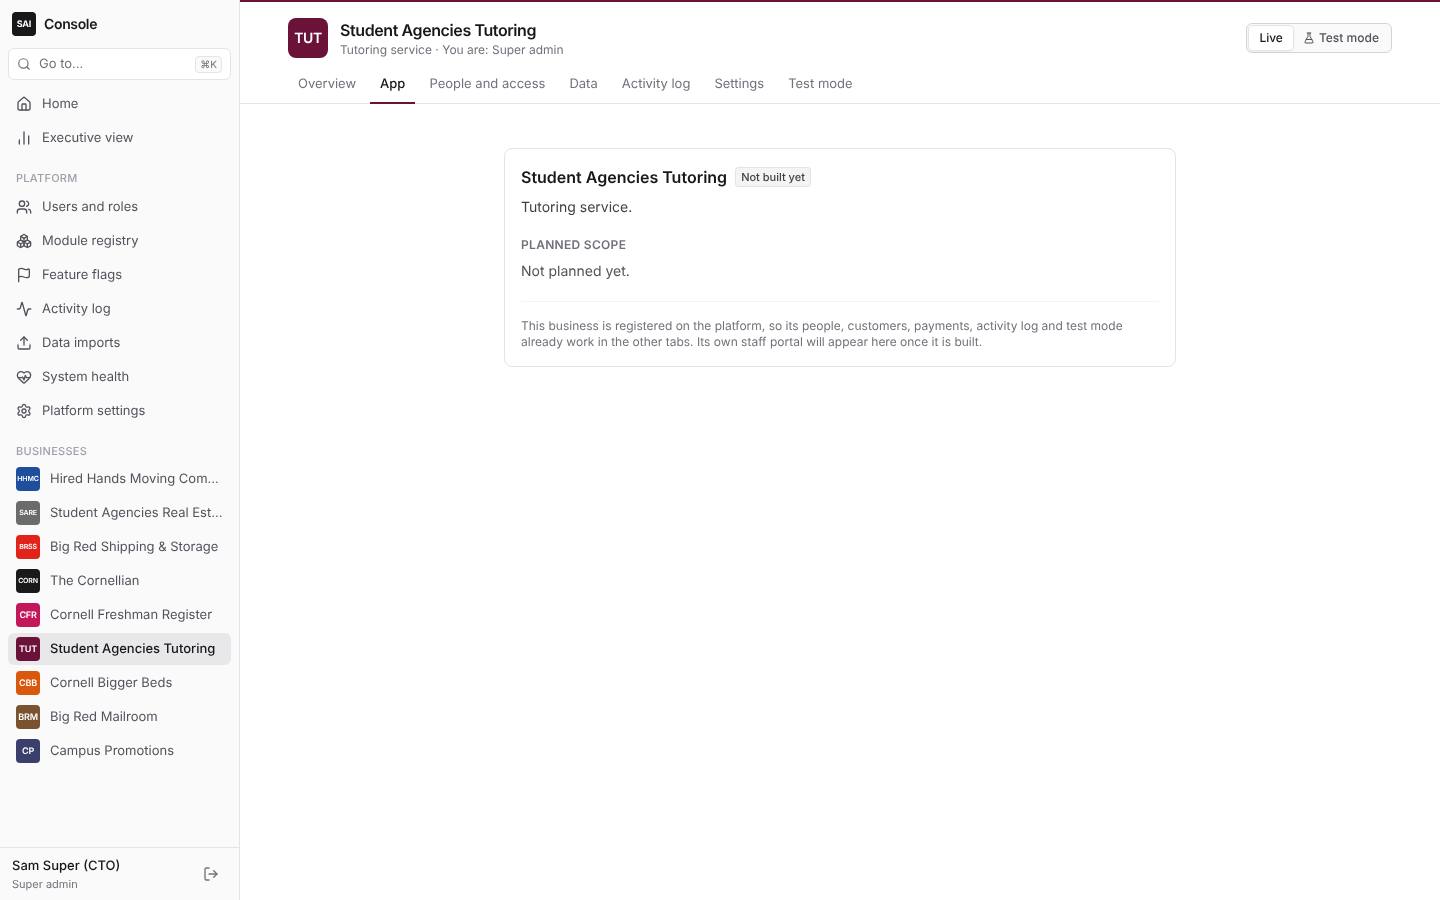 SAI Console
Go to... ⌘K
Home
Executive view
PLATFORM
Users and roles
Module registry
Feature flags
Activity log
Data imports
System health
Platform settings
BUSINESSES
HHMC Hired Hands Moving Com...
SARE Student Agencies Real Est...
BRSS Big Red Shipping & Storage
CORN The Cornellian
CFR Cornell Freshman Register
TUT Student Agencies Tutoring
CBB Cornell Bigger Beds
BRM Big Red Mailroom
CP Campus Promotions
Sam Super (CTO)
Super admin
TUT Student Agencies Tutoring
Tutoring service · You are: Super admin
Live Test mode
Overview App People and access Data Activity log Settings Test mode
Student Agencies Tutoring Not built yet
Tutoring service.
PLANNED SCOPE
Not planned yet.
This business is registered on the platform, so its people, customers, payments, activity log and test mode
already work in the other tabs. Its own staff portal will appear here once it is built.